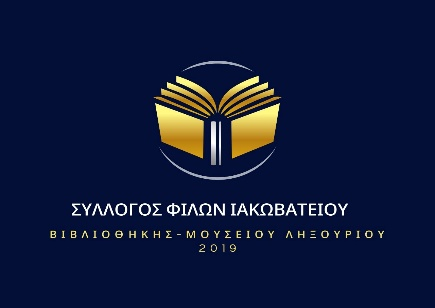 ΣΥΛΛΟΓΟΣ ΦΙΛΩΝ ΙΑΚΩΒΑΤΕΙΟΥ
ΒΙΒΛΙΟΘΗΚΗΣ-ΜΟΥΣΕΙΟΥ ΛΗΞΟΥΡΙΟΥ
2019